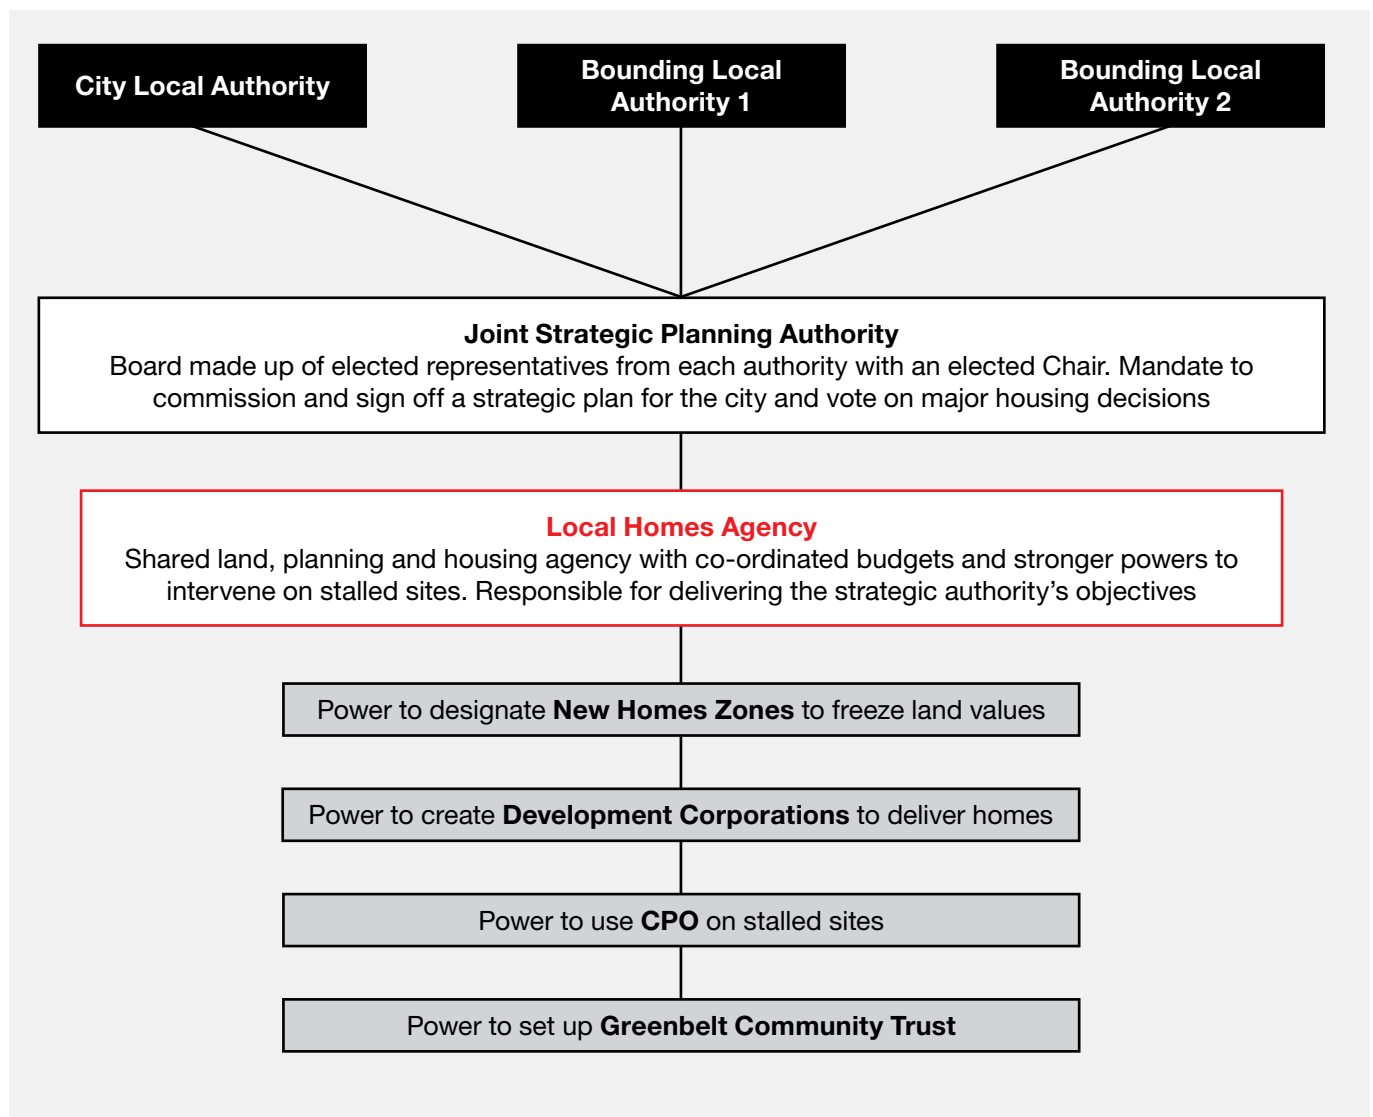 City Local Authority
Bounding Local
Authority 1
Bounding Local
Authority 2
Joint Strategic Planning Authority
Board made up of elected representatives from each authority with an elected Chair. Mandate to
commission and sign off a strategic plan for the city and vote on major housing decisions
Local Homes Agency
Shared land, planning and housing agency with co-ordinated budgets and stronger powers to
intervene on stalled sites. Responsible for delivering the strategic authority’s objectives
Power to designate New Homes Zones to freeze land values
Power to create Development Corporations to deliver homes
Power to use CPO on stalled sites
Power to set up Greenbelt Community Trust